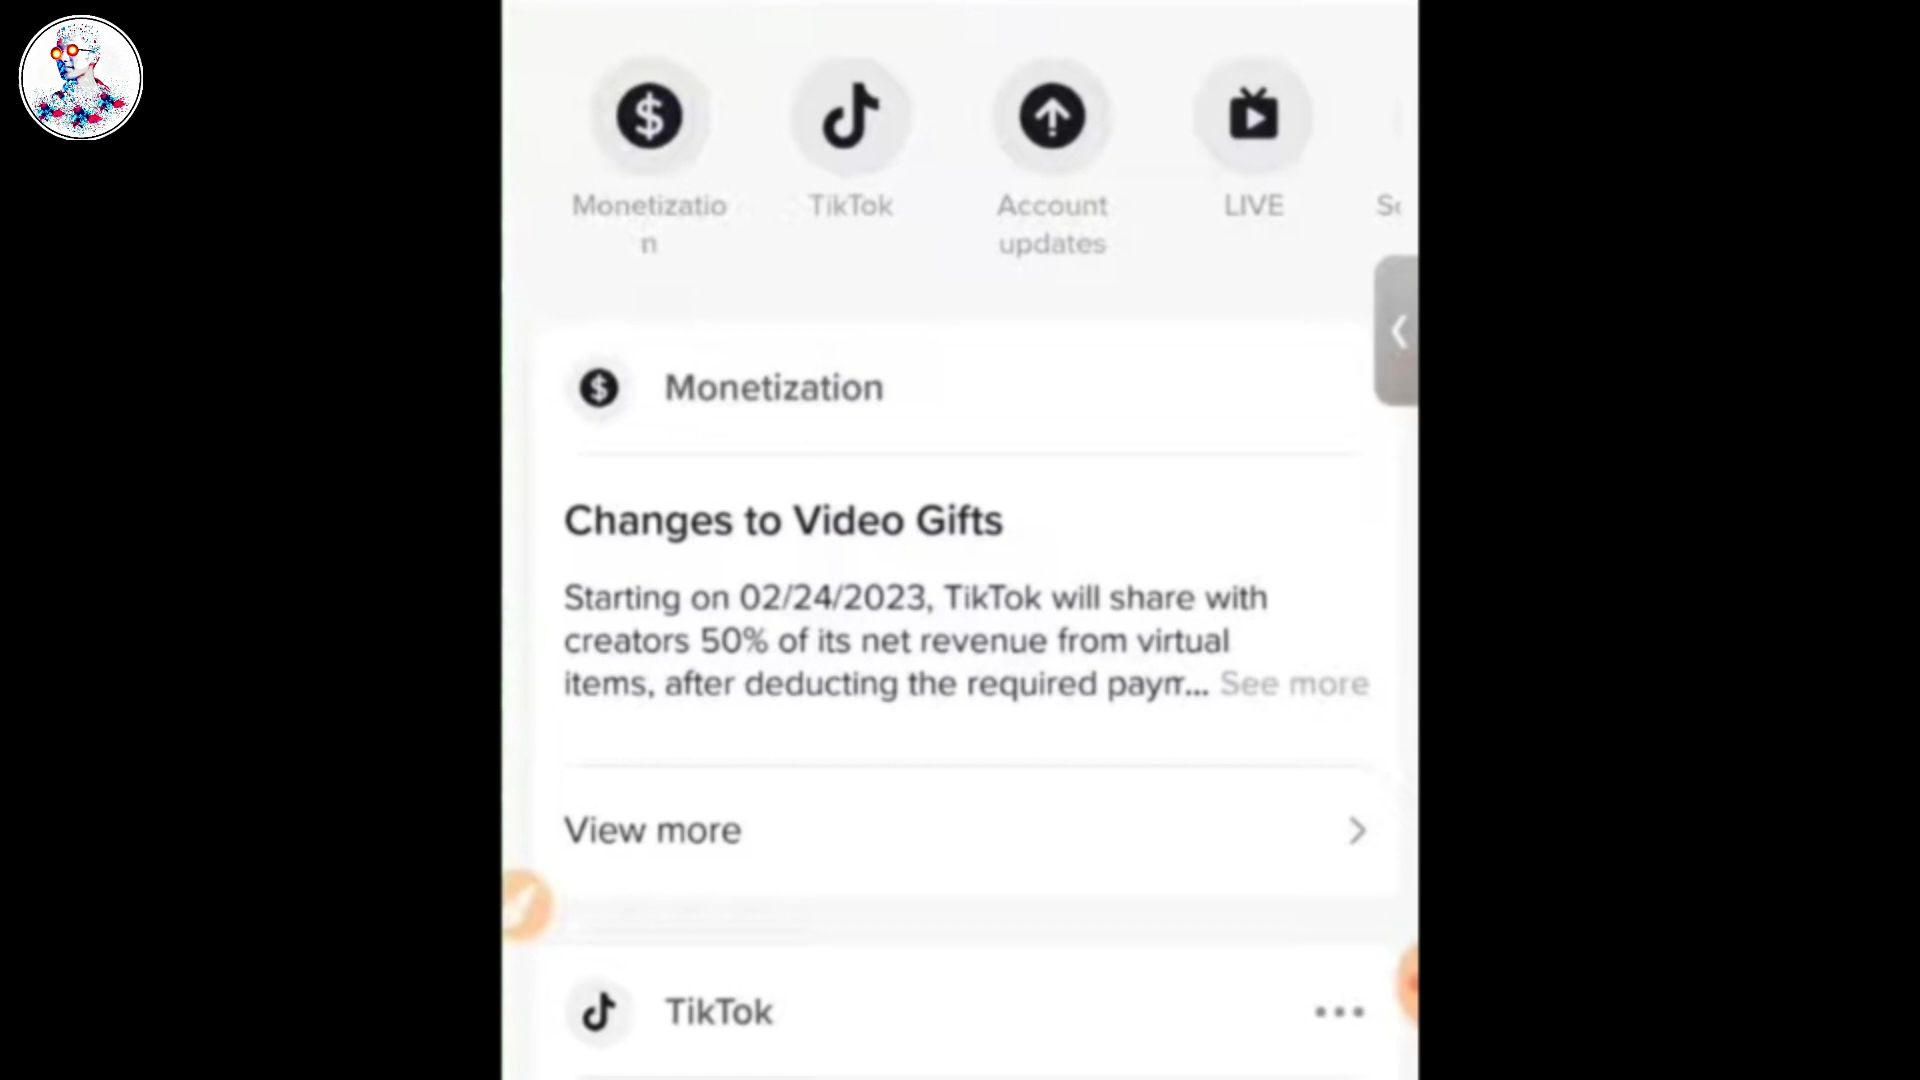 Monetizatio
n
TikTok
Account
updates
LIVE
Monetization
Changes to Video Gifts
Starting on 02/24/2023, TikTok will share with
creators 50% of its net revenue from virtual
items, after deducting the required paym... See more
View more
TikTok